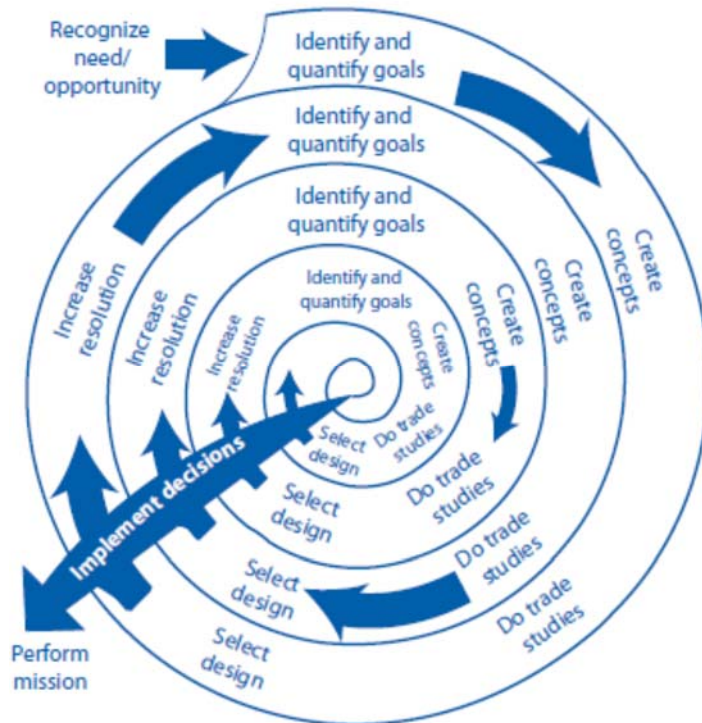 Recognize
need/
opportunity
Identify and
quantify goals
Identify and
quantify goals
Identify and
quantify goals
Identify and
quantify goals
Create
concepts
Create
concepts
Create
concepts
Create
concepts
Do trade
studies
Do trade
studies
Do trade
studies
Do trade
studies
Select
design
Select
design
Select
design
Select
design
Increase
resolution
Increase
resolution
Increase
resolution
Implement decisions
Perform
mission